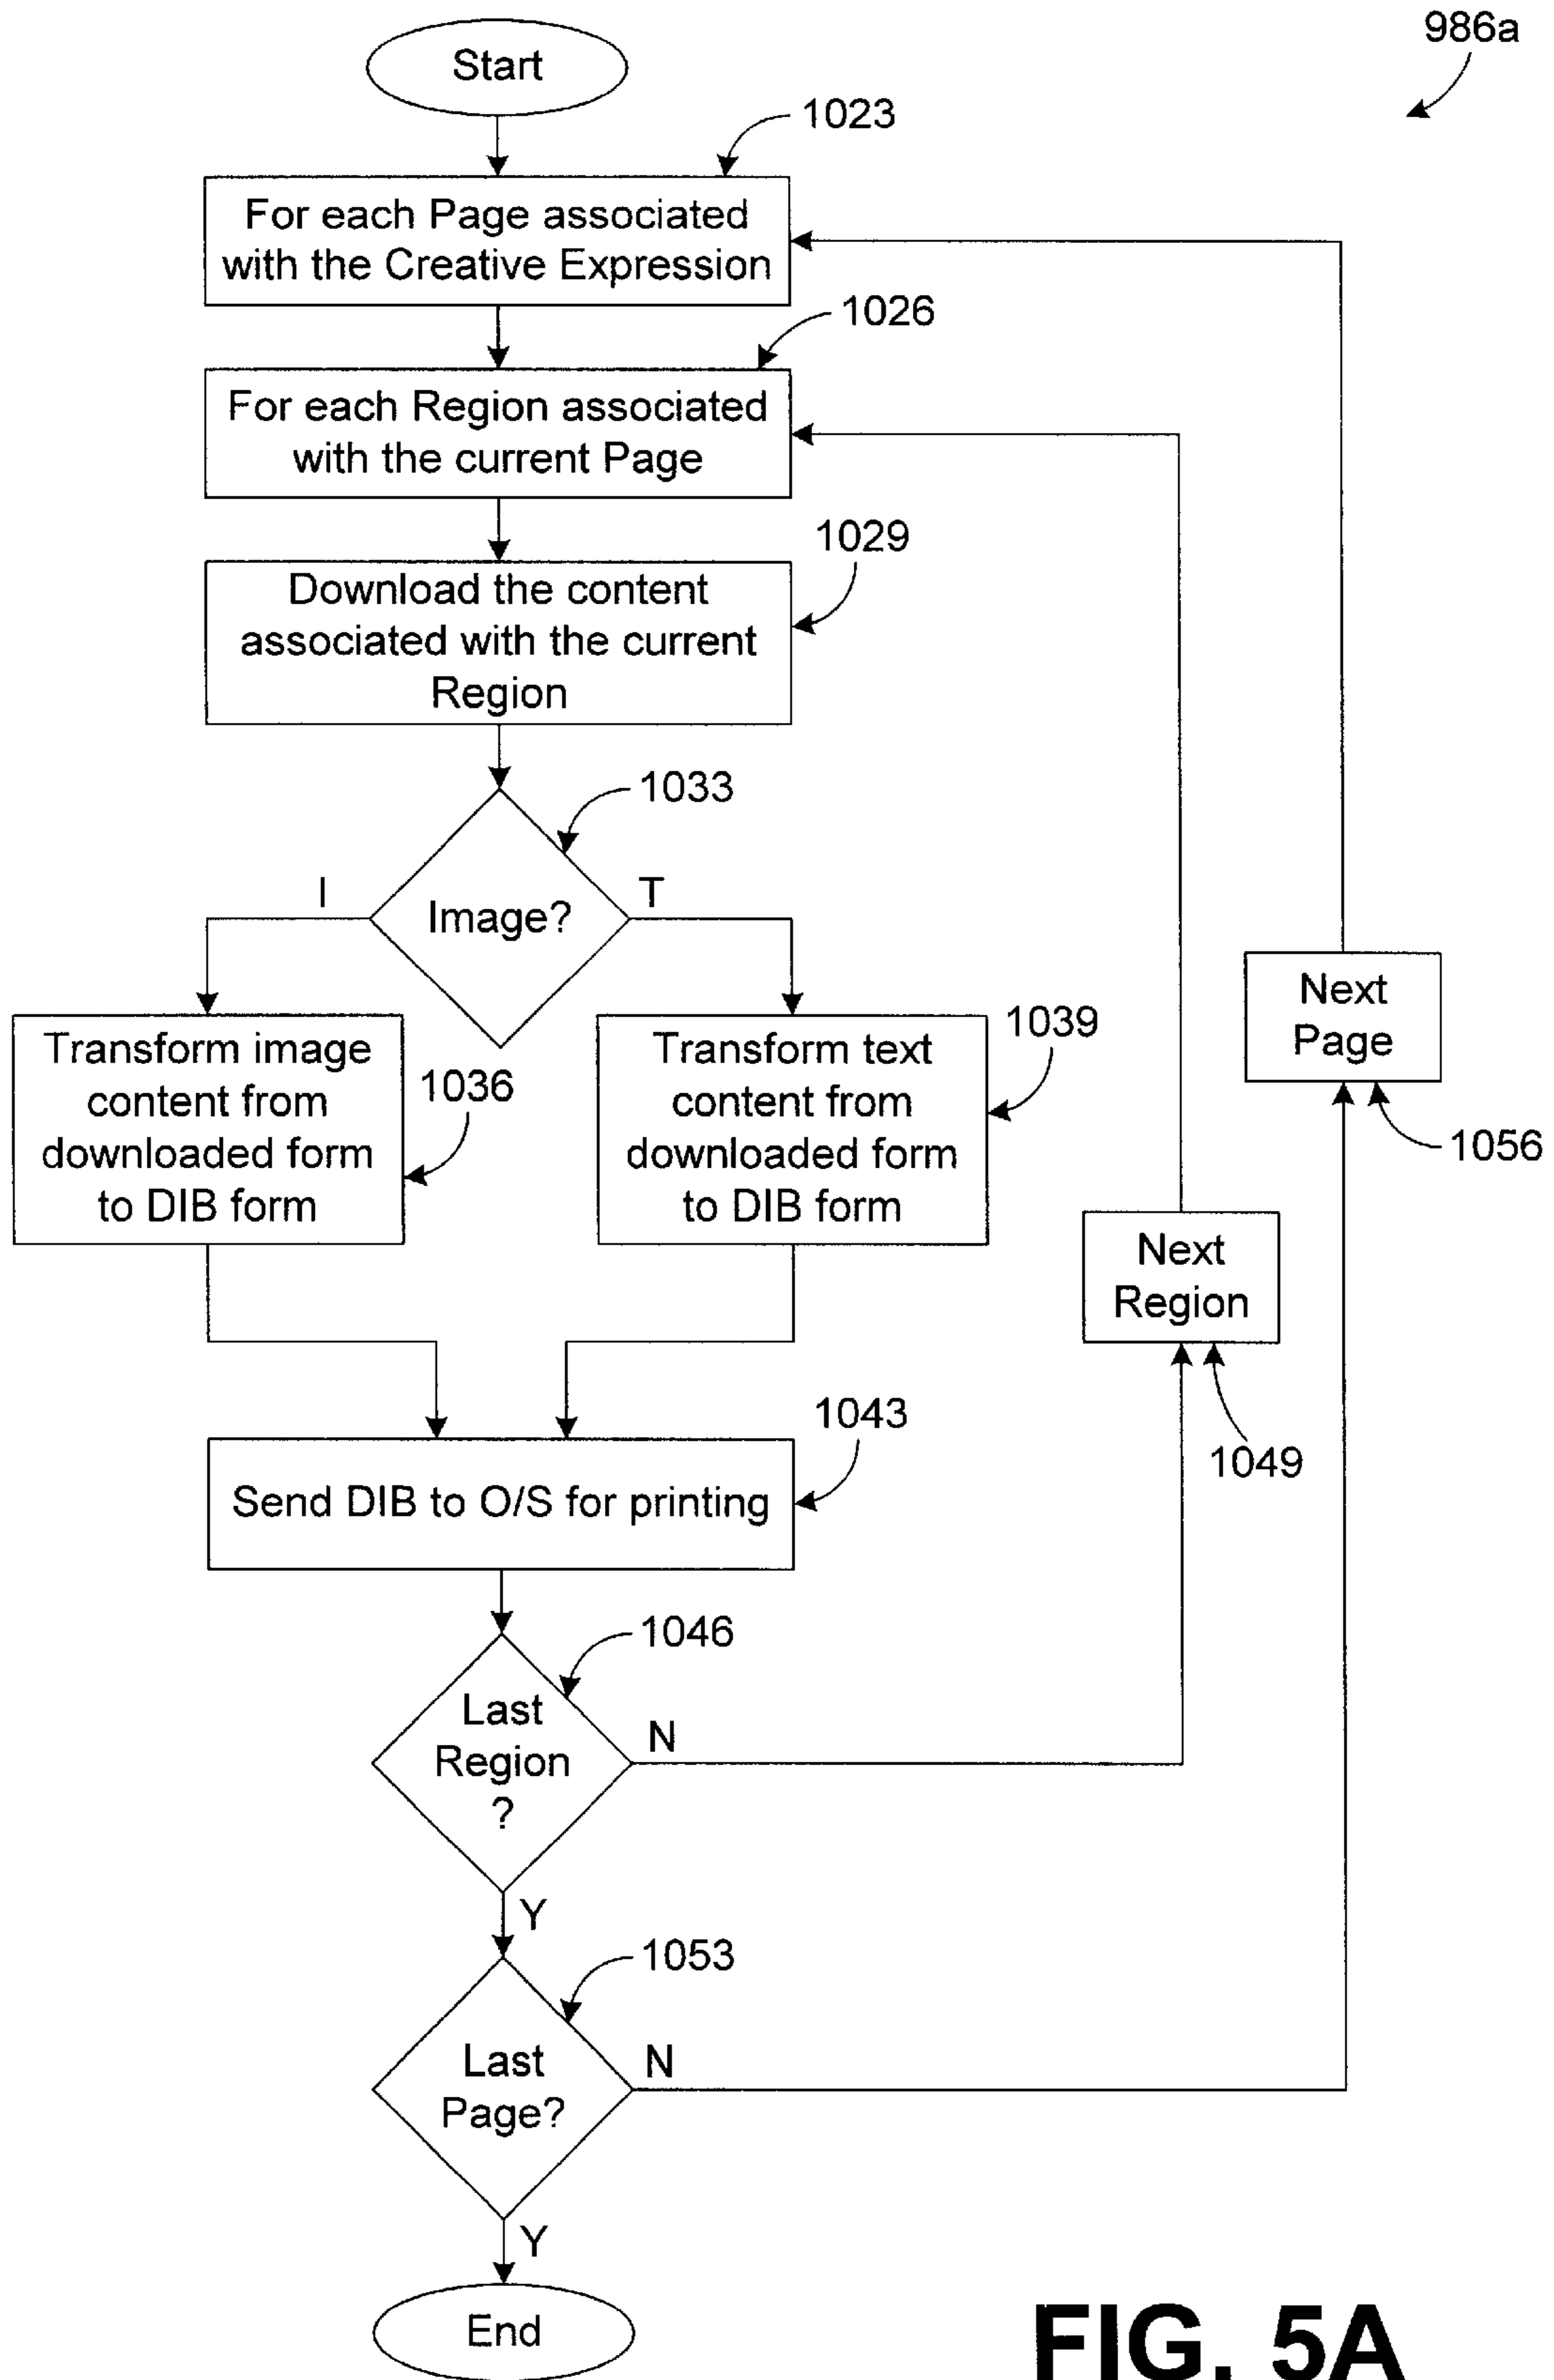 986a
Start
1023
For each Page associated
with the Creative Expression
1026
For each Region associated
with the current Page
1029
Download the content
associated with the current
Region
1033
I
Image?
T
Transform image
content from
downloaded form
to DIB form
1036
Transform text
content from
downloaded form
to DIB form
1039
Next
Page
1056
Next
Region
1049
1043
Send DIB to O/S for printing
1046
Last
Region
?
N
Y
1053
Last
Page?
N
Y
End
FIG. 5A